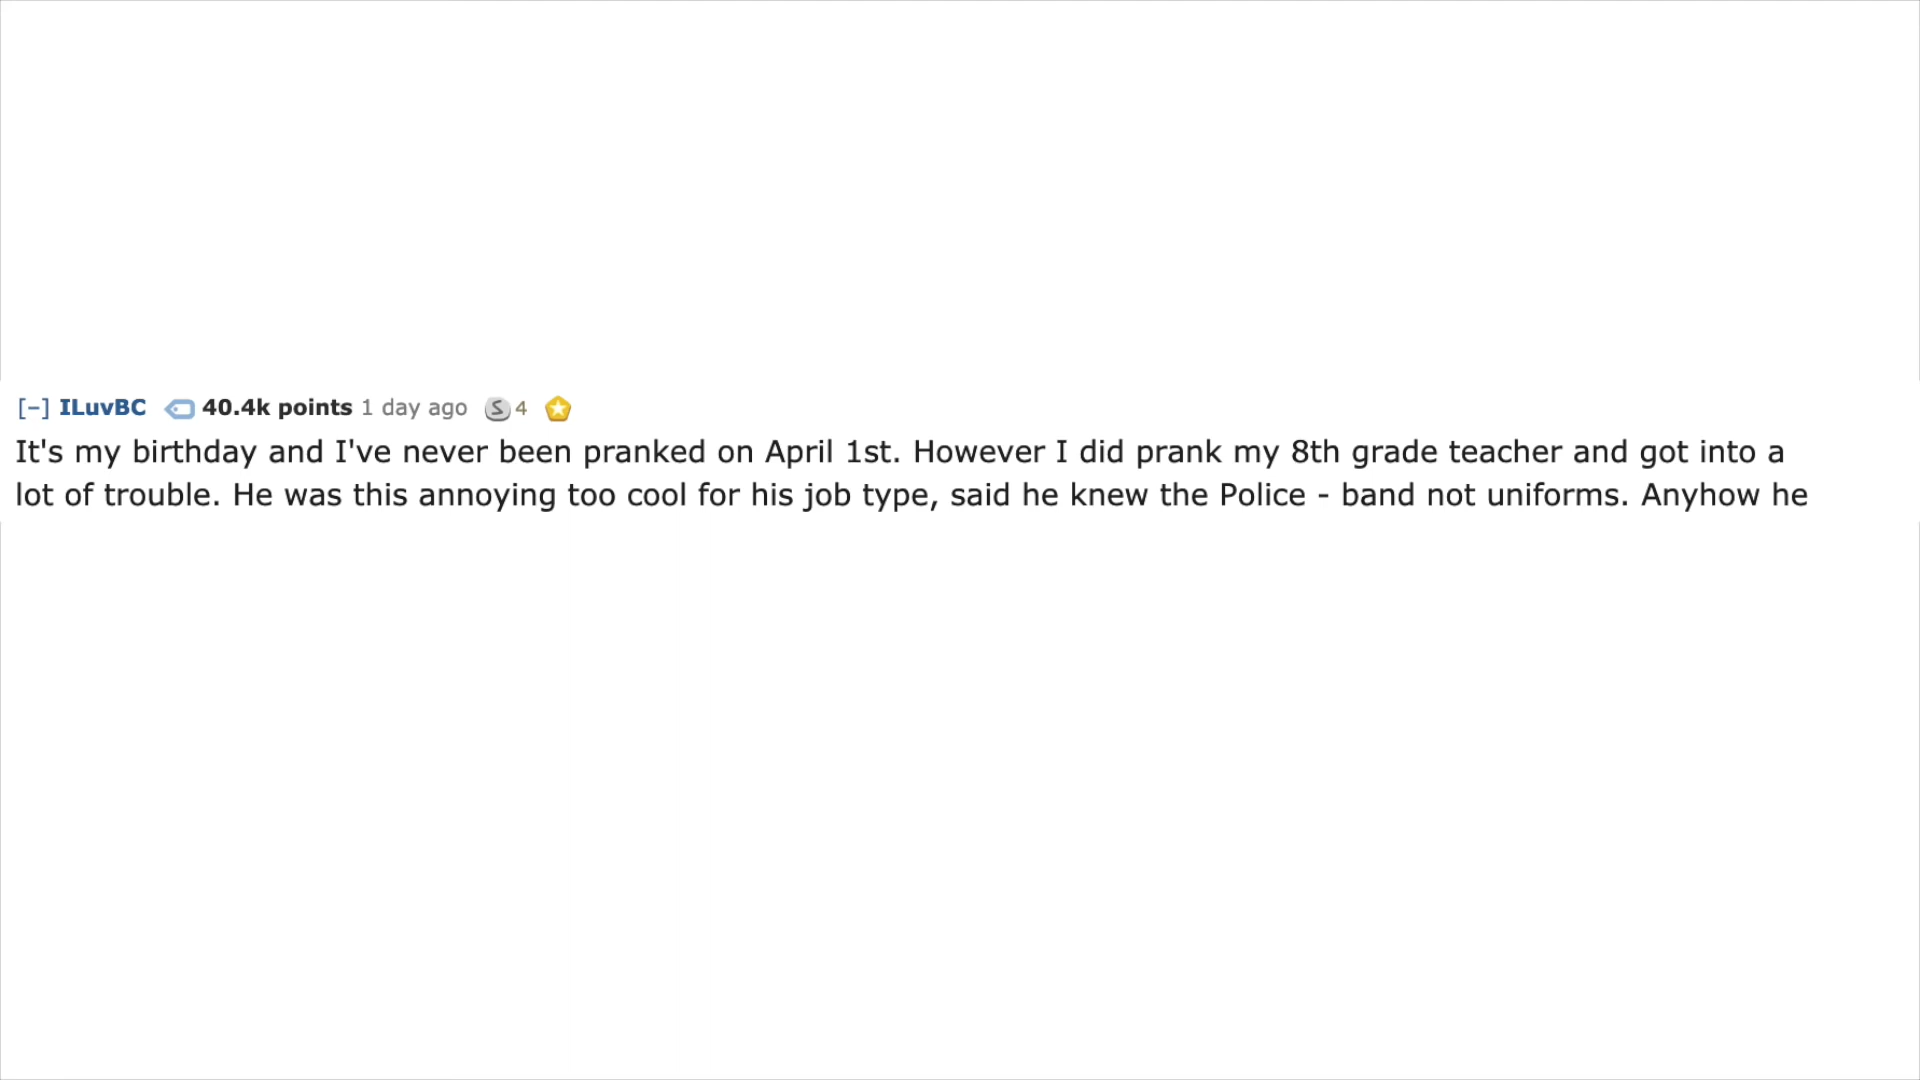 [–] ILuvBC 40.4k points 1 day ago S 4
It's my birthday and I've never been pranked on April 1st. However I did prank my 8th grade teacher and got into a
lot of trouble. He was this annoying too cool for his job type, said he knew the Police - band not uniforms. Anyhow he